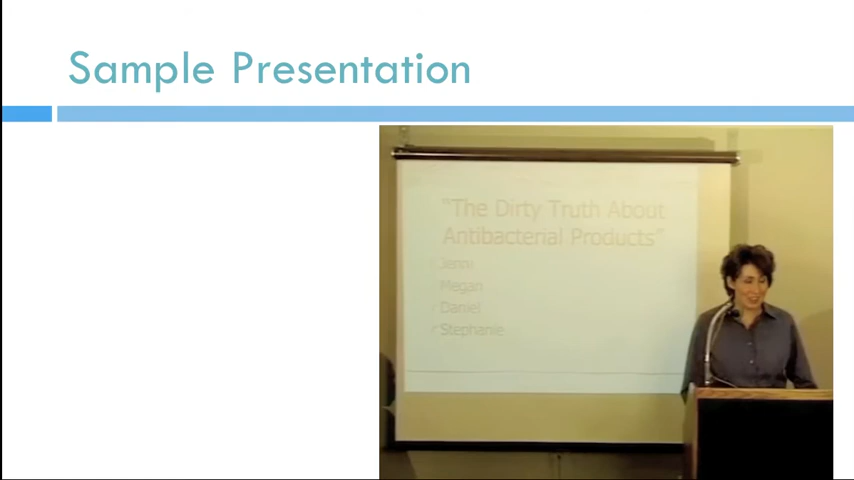 Sample Presentation
"The Dirty Truth About
Antibacterial Products"
Jenni
Megan
Daniel
Stephanie